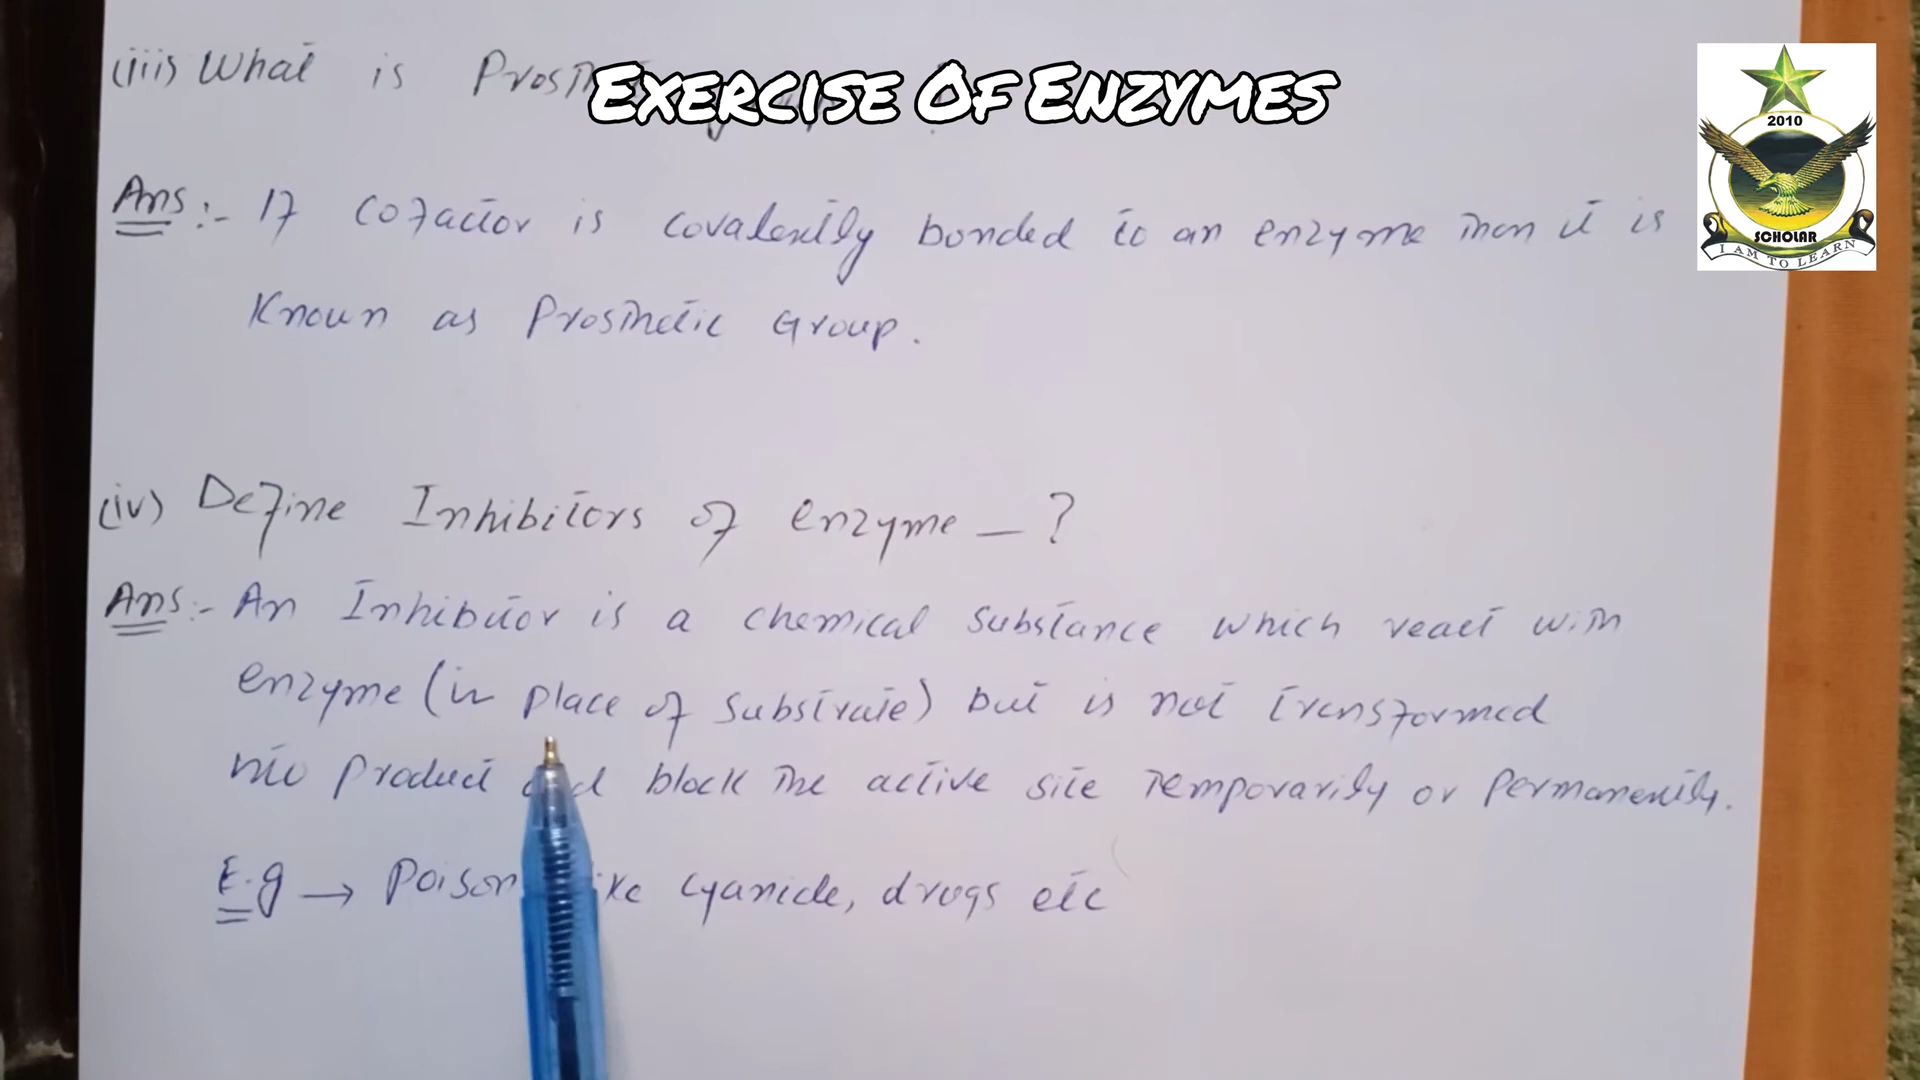 (iii) What is
EXERCISE OF ENZYMES
2010
SCHOLAR
I AM TO LEARN
Ans:- If cofactor is covalently bonded to an enzyme then it is
Known as Prosthetic Group.
(iv) Define Inhibitors of enzyme - ?
Ans:- An Inhibitor is a chemical substance which react with
enzyme (in place of substrate) but is not transformed
into product block the active site Temporarily or Permanently.
E.g → Poison cyanide, drugs etc